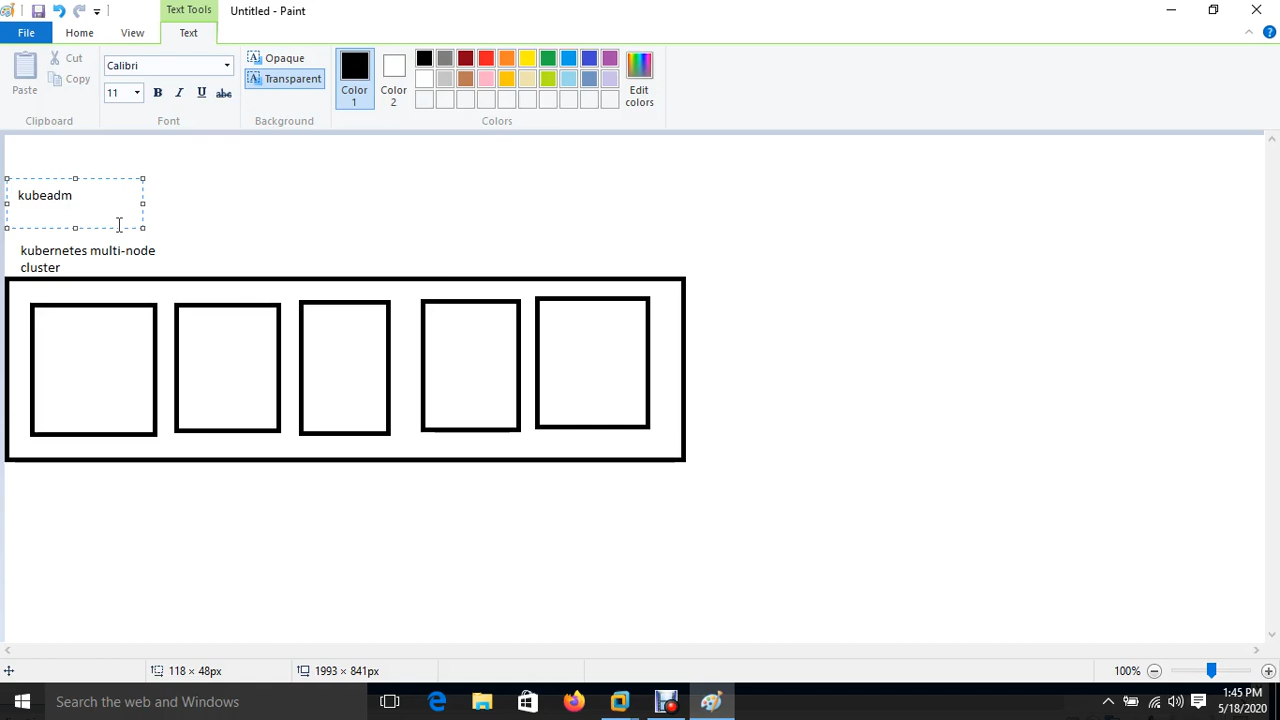 Text Tools
Untitled - Paint
File
Home
View
Text
Paste
Cut
Copy
Clipboard
Calibri
11
B I U abc
Font
A Opaque
A Transparent
Background
Color 1
Color 2
Edit colors
Colors
kubeadm
kubernetes multi-node
cluster
118 × 48px
1993 × 841px
100%
Search the web and Windows
1:45 PM
5/18/2020